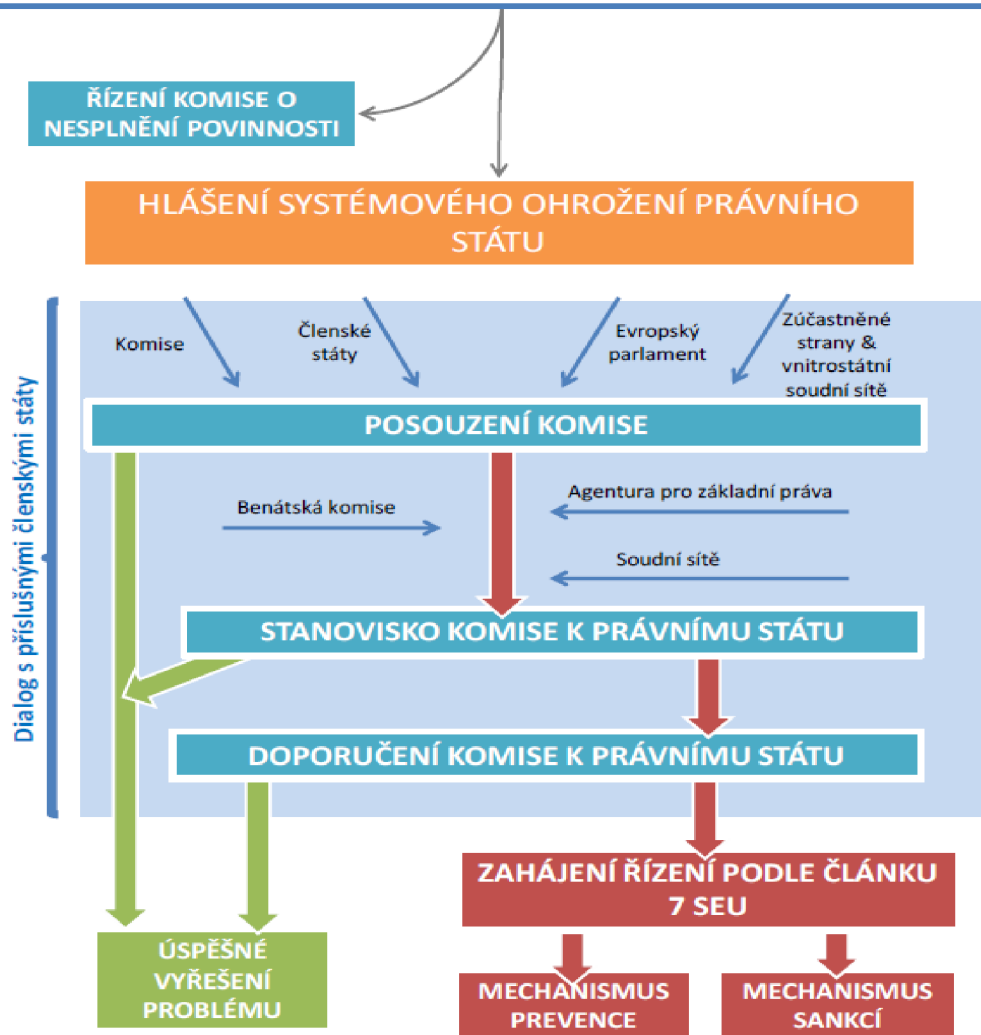 ŘÍZENÍ KOMISE O
NESPLNĚNÍ POVINNOSTI
HLÁŠENÍ SYSTÉMOVÉHO OHROŽENÍ PRÁVNÍHO
STÁTU
Dialog s příslušnými členskými státy
Komise
Členské
státy
Evropský
parlament
Zúčastněné
strany &
vnitrostátní
soudní sítě
POSOUZENÍ KOMISE
Benátská komise
Agentura pro základní práva
Soudní sítě
STANOVISKO KOMISE K PRÁVNÍMU STÁTU
DOPORUČENÍ KOMISE K PRÁVNÍMU STÁTU
ZAHÁJENÍ ŘÍZENÍ PODLE ČLÁNKU
7 SEU
ÚSPĚŠNÉ
VYŘEŠENÍ
PROBLÉMU
MECHANISMUS
PREVENCE
MECHANISMUS
SANKCÍ